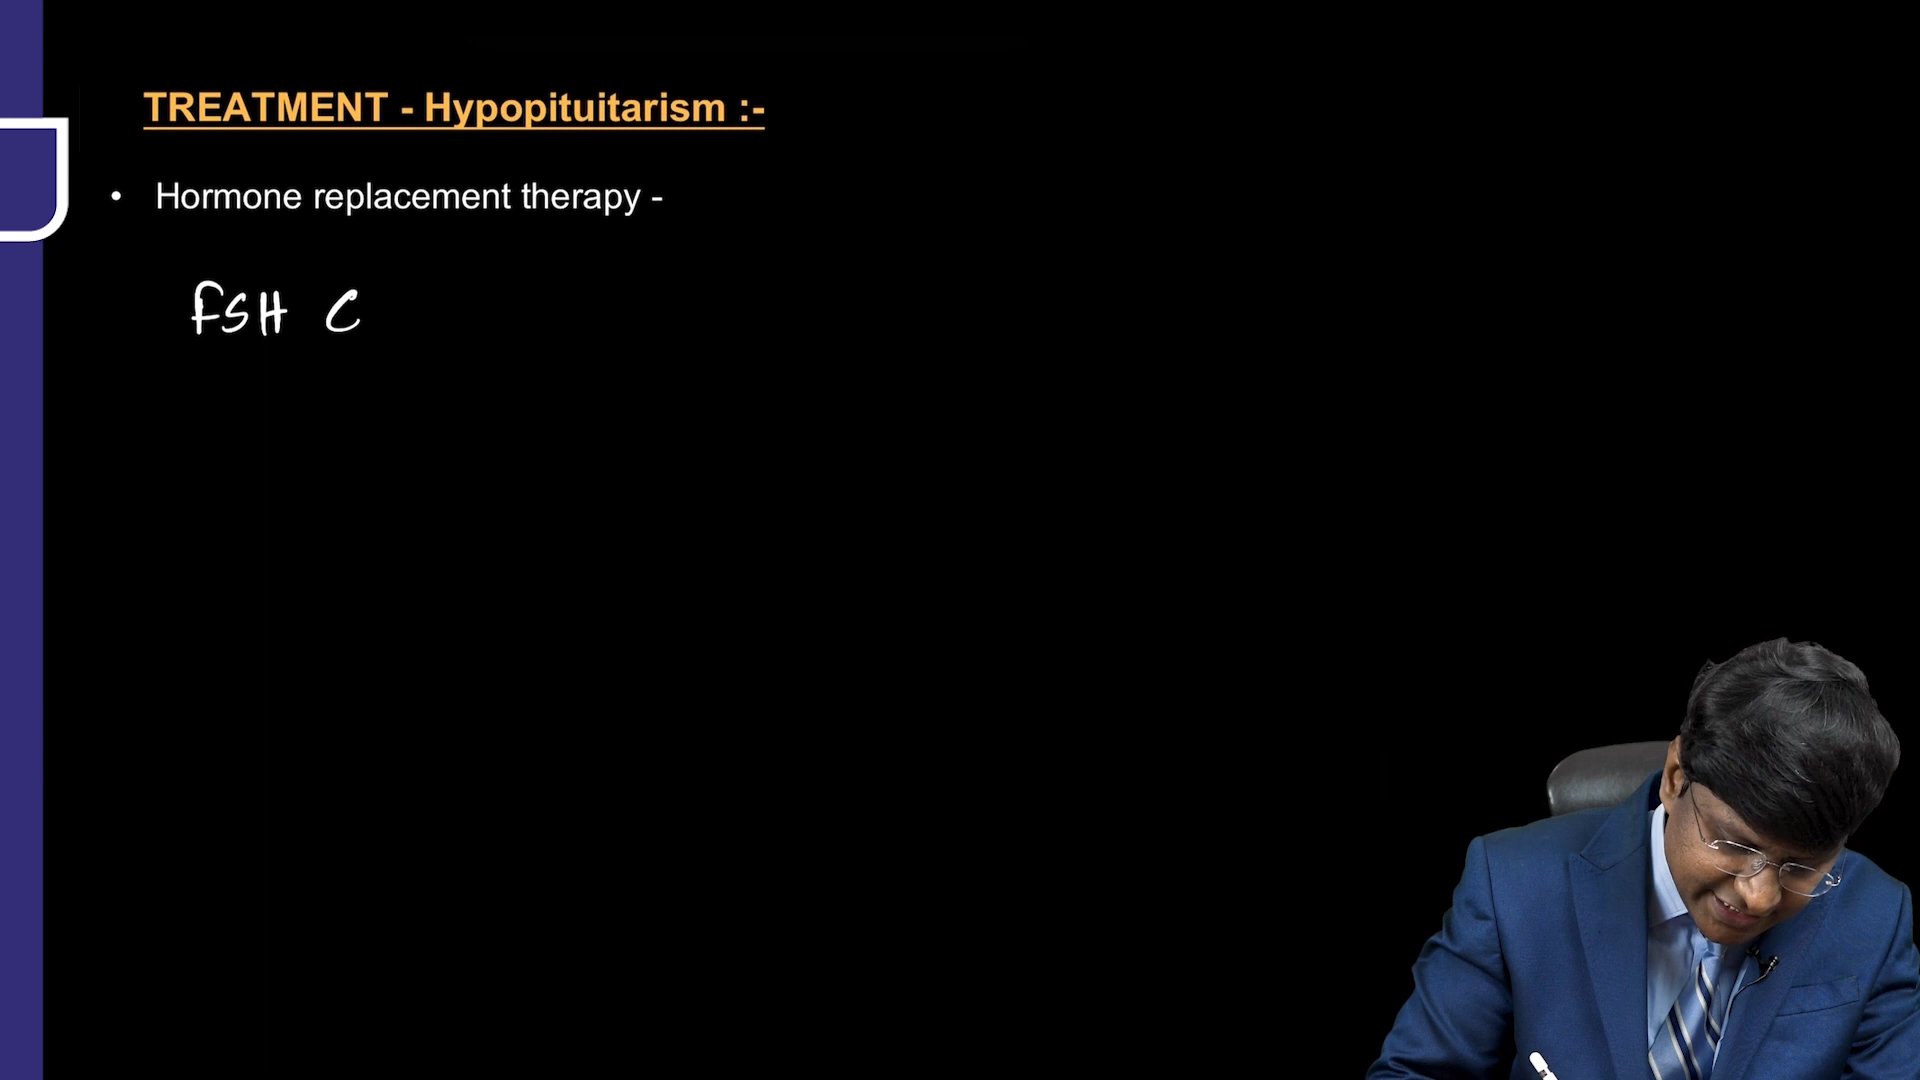 TREATMENT - Hypopituitarism :-
• Hormone replacement therapy -
FSH C